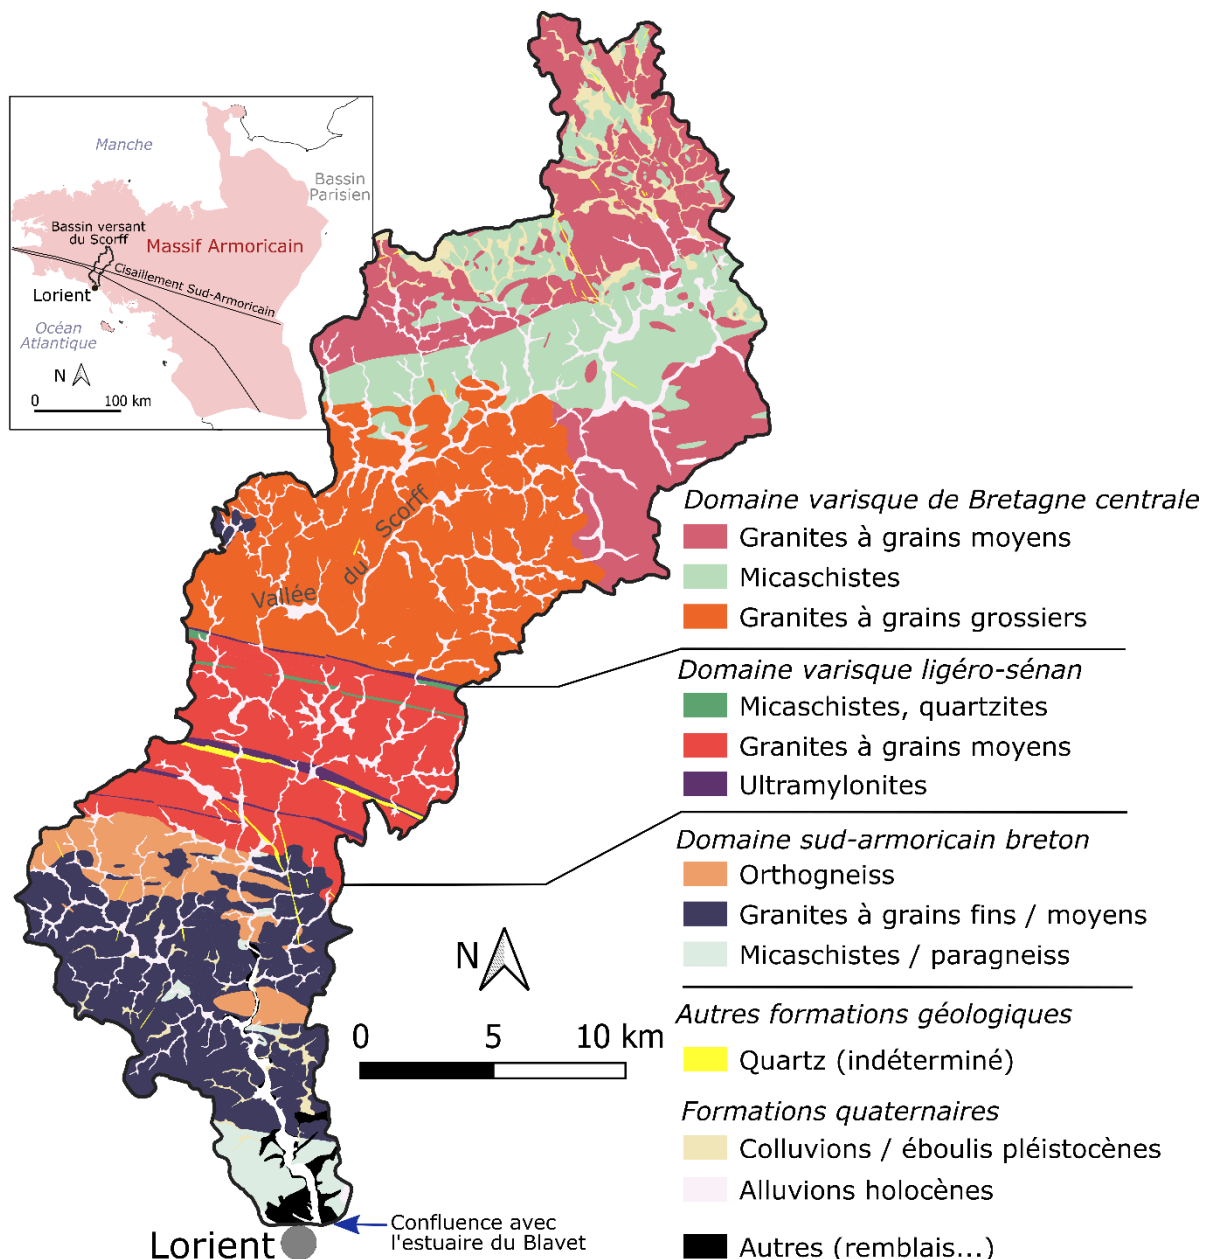 Manche
Bassin
Parisien
Bassin versant
du Scorff
Massif Armoricain
Cisaillement Sud-Armoricain
Lorient
Océan
Atlantique
N
0 100 km
Vallée du Scorff
Domaine varisque de Bretagne centrale
Granites à grains moyens
Micaschistes
Granites à grains grossiers
Domaine varisque ligéro-sénan
Micaschistes, quartzites
Granites à grains moyens
Ultramylonites
Domaine sud-armoricain breton
Orthogneiss
Granites à grains fins / moyens
Micaschistes / paragneiss
N
0 5 10 km
Autres formations géologiques
Quartz (indéterminé)
Formations quaternaires
Colluvions / éboulis pléistocènes
Alluvions holocènes
Autres (remblais...)
Confluence avec
l'estuaire du Blavet
Lorient